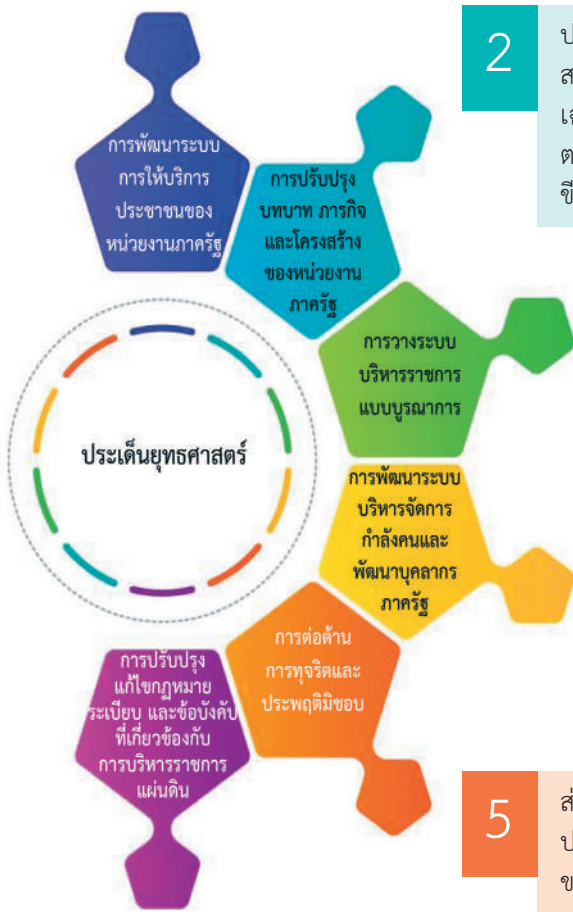 การพัฒนาระบบ
การให้บริการ
ประชาชนของ
หน่วยงานภาครัฐ
การปรับปรุง
บทบาท ภารกิจ
และโครงสร้าง
ของหน่วยงาน
ภาครัฐ
การวางระบบ
บริหารราชการ
แบบบูรณาการ
ประเด็นยุทธศาสตร์
การพัฒนาระบบ
บริหารจัดการ
กำลังคนและ
พัฒนาบุคลากร
ภาครัฐ
การต่อต้าน
การทุจริตและ
ประพฤติมิชอบ
การปรับปรุง
แก้ไขกฎหมาย
ระเบียบ และข้อบังคับ
ที่เกี่ยวข้องกับ
การบริหารราชการ
แผ่นดิน
2
5